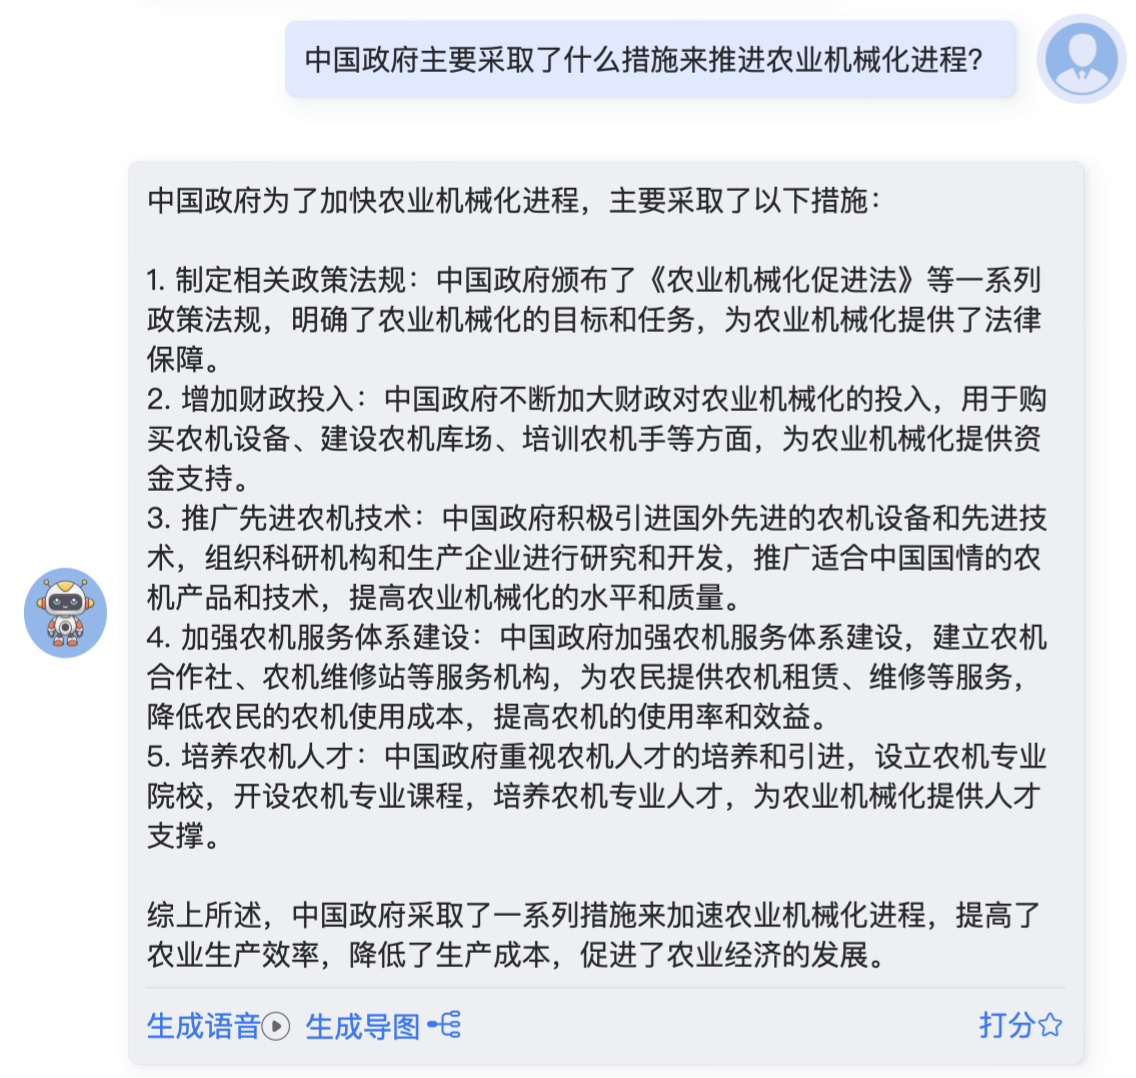 中国政府主要采取了什么措施来推进农业机械化进程?
中国政府为了加快农业机械化进程，主要采取了以下措施：
1. 制定相关政策法规：中国政府颁布了《农业机械化促进法》等一系列
政策法规，明确了农业机械化的目标和任务，为农业机械化提供了法律
保障。
2. 增加财政投入：中国政府不断加大财政对农业机械化的投入，用于购
买农机设备、建设农机库场、培训农机手等方面，为农业机械化提供资
金支持。
3. 推广先进农机技术：中国政府积极引进国外先进的农机设备和先进技
术，组织科研机构和生产企业进行研究和开发，推广适合中国国情的农
机产品和技术，提高农业机械化的水平和质量。
4. 加强农机服务体系建设：中国政府加强农机服务体系建设，建立农机
合作社、农机维修站等服务机构，为农民提供农机租赁、维修等服务，
降低农民的农机使用成本，提高农机的使用率和效益。
5. 培养农机人才：中国政府重视农机人才的培养和引进，设立农机专业
院校，开设农机专业课程，培养农机专业人才，为农业机械化提供人才
支撑。
综上所述，中国政府采取了一系列措施来加速农业机械化进程，提高了
农业生产效率，降低了生产成本，促进了农业经济的发展。
生成语音 生成导图 打分